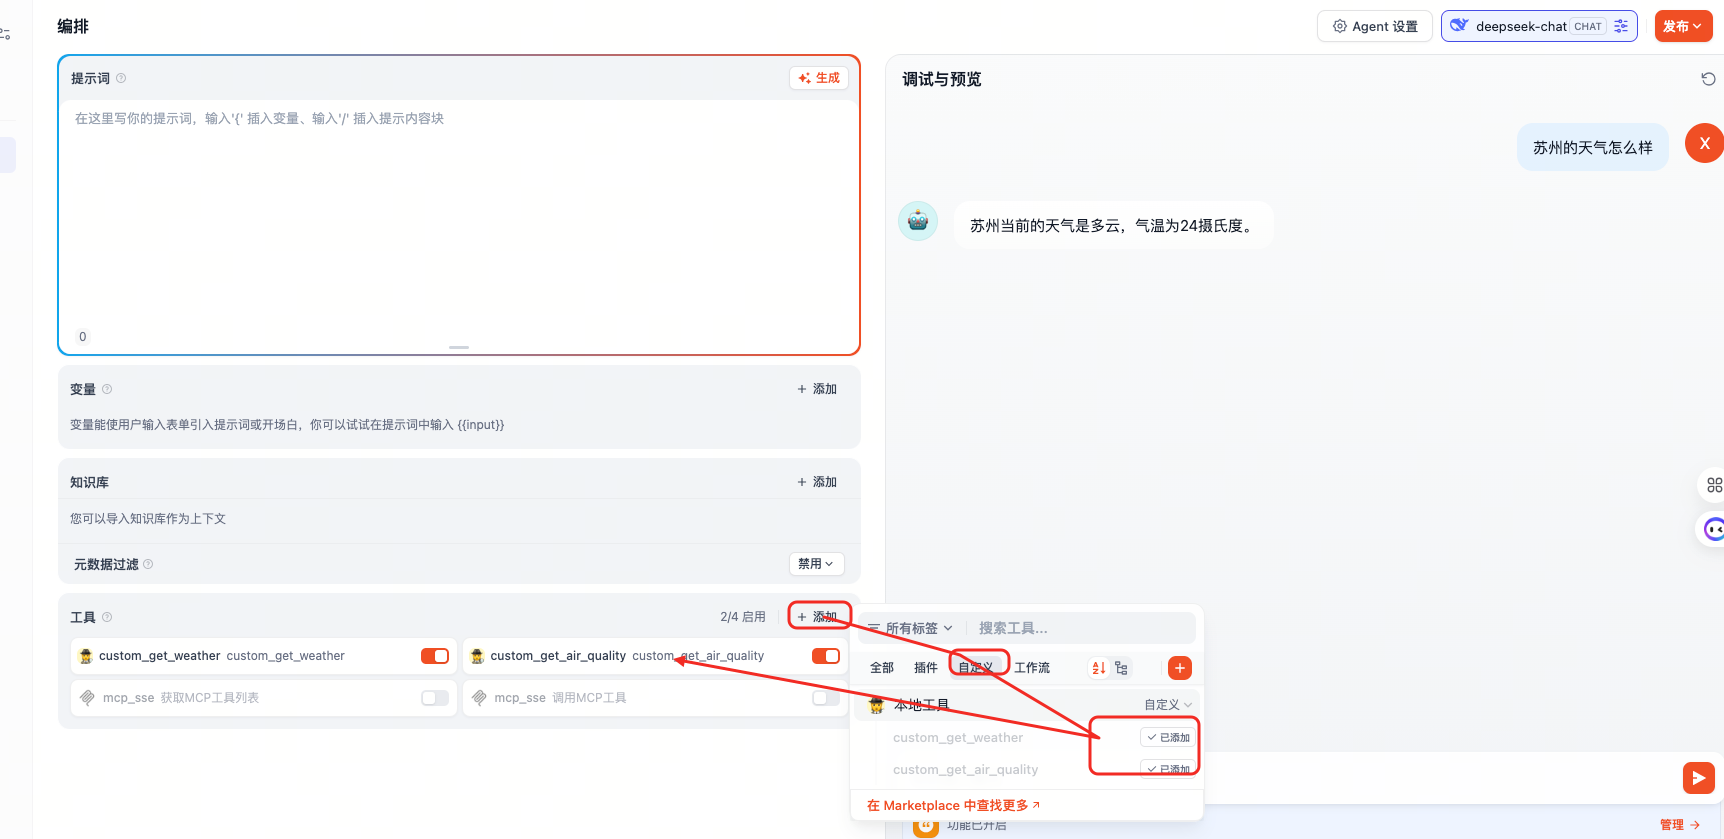 编排
Agent 设置
deepseek-chat CHAT
发布
提示词
生成
在这里写你的提示词，输入'{' 插入变量、输入'/' 插入提示内容块
0
变量
+ 添加
变量能使用户输入表单引入提示词或开场白，你可以试试在提示词中输入 {{input}}
知识库
+ 添加
您可以导入知识库作为上下文
元数据过滤
禁用
工具
2/4 启用
+ 添加
custom_get_weather custom_get_weather
custom_get_air_quality custom_get_air_quality
mcp_sse 获取MCP工具列表
mcp_sse 调用MCP工具
调试与预览
苏州的天气怎么样
X
苏州当前的天气是多云，气温为24摄氏度。
所有标签
搜索工具...
全部 插件 自定义 工作流
本地工具 自定义
custom_get_weather 已添加
custom_get_air_quality 已添加
在 Marketplace 中查找更多
功能已开启
管理